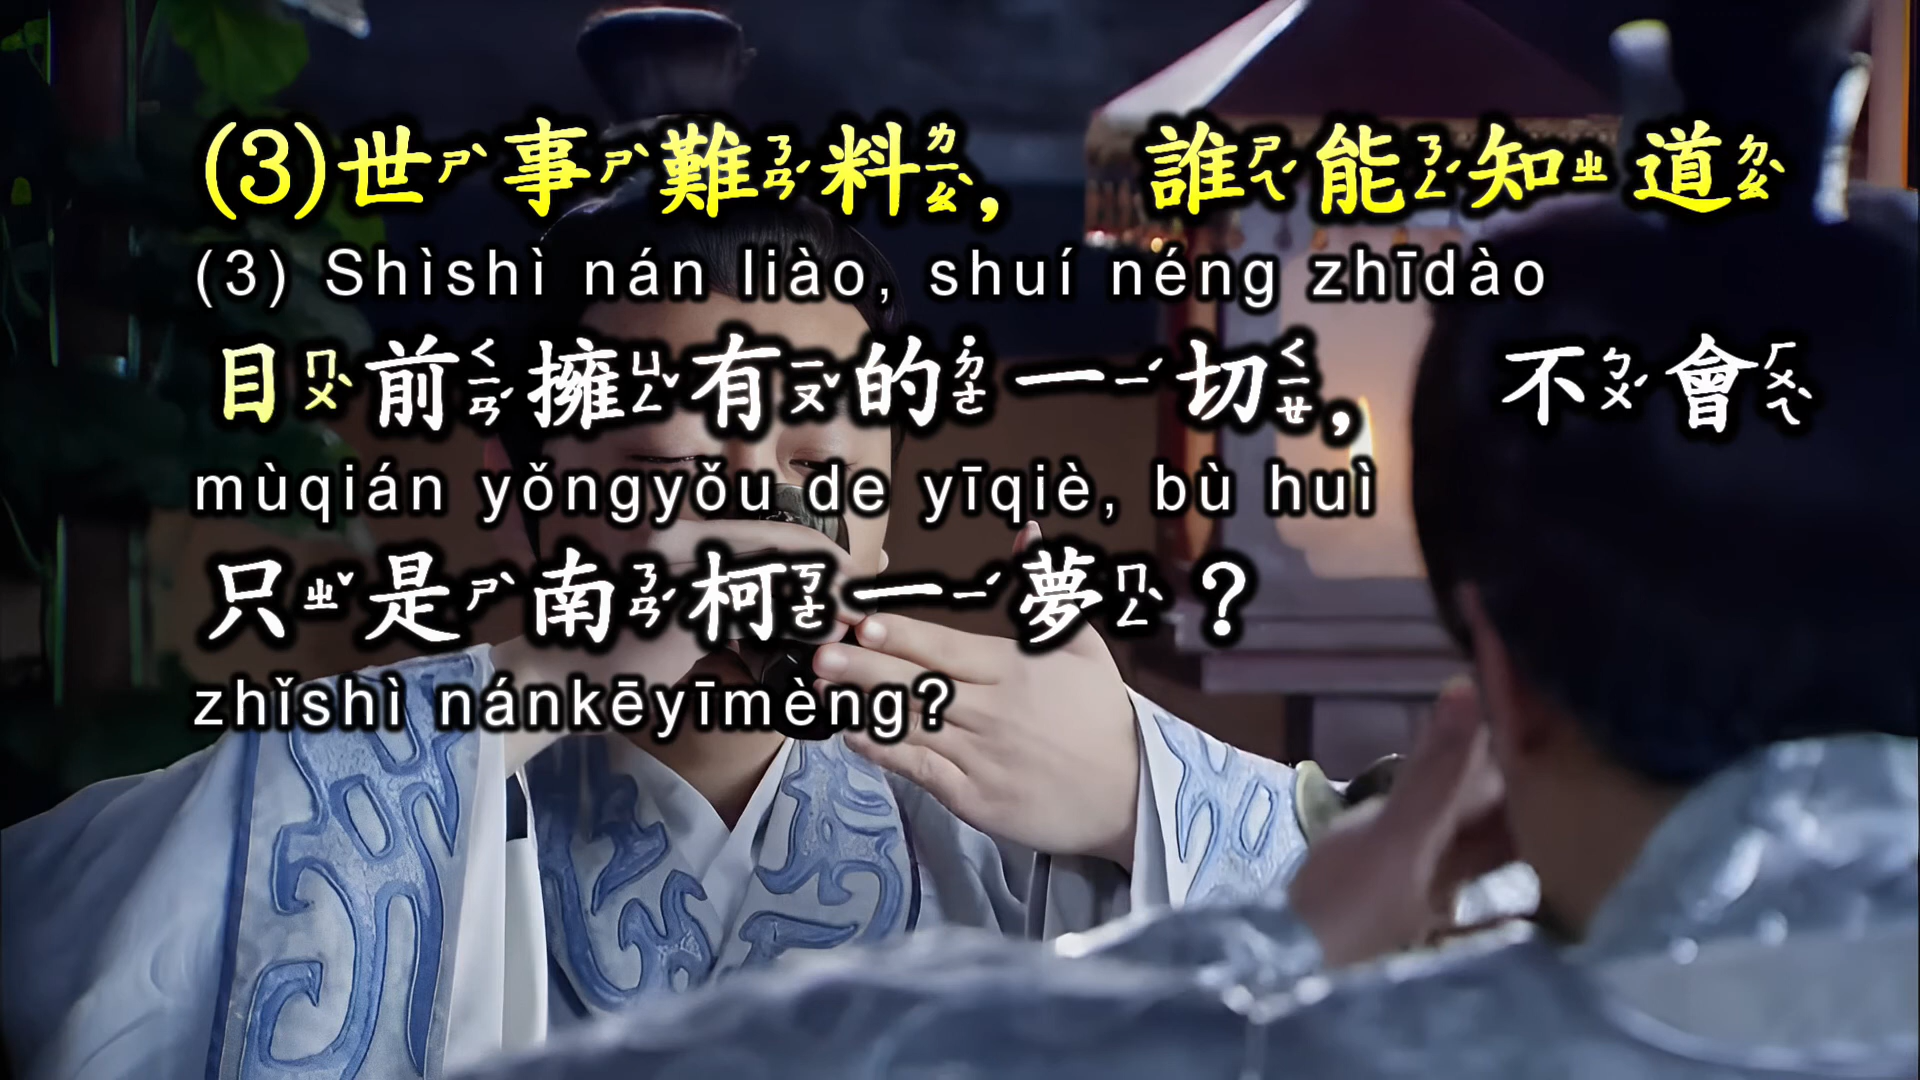 (3)世ㄕˋ事ㄕˋ難ㄋㄢˊ料ㄌㄧㄠˋ， 誰ㄕㄟˊ能ㄋㄥˊ知ㄓ道ㄉㄠˋ
(3) Shìshì nán liào, shuí néng zhīdào
目ㄇㄨˋ前ㄑㄧㄢˊ擁ㄩㄥˇ有ㄧㄡˇ的˙ㄉㄜ一ㄧˊ切ㄑㄧㄝ， 不ㄅㄨˊ會ㄏㄨㄟˋ
mùqián yǒngyǒu de yīqiè, bù huì
只ㄓˇ是ㄕˋ南ㄋㄢˊ柯ㄎㄜ一ㄧˊ夢ㄇㄥˋ？
zhǐshì nánkēyīmèng?